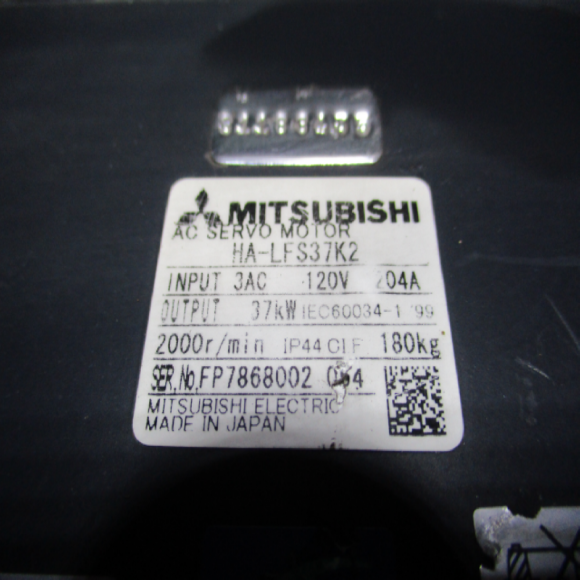 MITSUBISHI
AC SERVO MOTOR
HA-LFS37K2
INPUT 3AC 120V 204A
OUTPUT 37kW IEC60034-1 '99
2000r/min IP44 Cl F 180kg
SER.No. FP7868002
MITSUBISHI ELECTRIC
MADE IN JAPAN